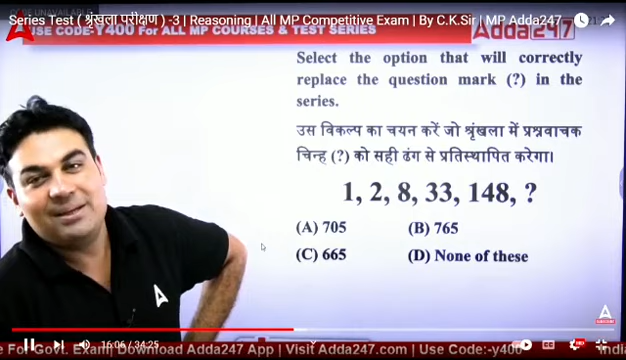 Series Test ( श्रृंखला परीक्षण ) -3 | Reasoning | All MP Competitive Exam | By C.K.Sir | MP Adda247
USE CODE-Y400 For ALL MP COURSES & TEST SERIES
Adda247
Select the option that will correctly
replace the question mark (?) in the
series.
उस विकल्प का चयन करें जो श्रृंखला में प्रश्नवाचक
चिन्ह (?) को सही ढंग से प्रतिस्थापित करेगा।
1, 2, 8, 33, 148, ?
(A) 705
(B) 765
(C) 665
(D) None of these
16:06 / 34:25
e For Govt. Exam| Download Adda247 App | Visit Adda247.com | Use Code:-y400